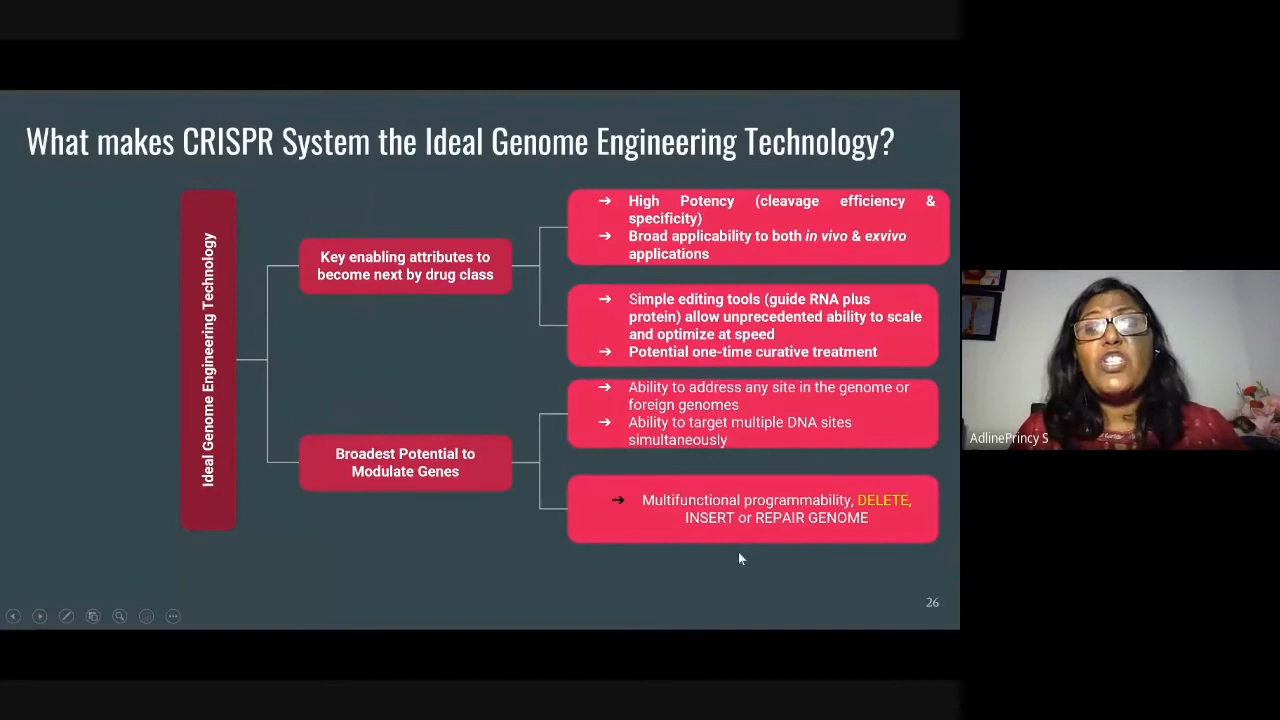 What makes CRISPR System the Ideal Genome Engineering Technology?
Ideal Genome Engineering Technology
Key enabling attributes to
become next by drug class
➔ High Potency (cleavage efficiency &
specificity)
➔ Broad applicability to both in vivo & exvivo
applications
➔ Simple editing tools (guide RNA plus
protein) allow unprecedented ability to scale
and optimize at speed
➔ Potential one-time curative treatment
Broadest Potential to
Modulate Genes
➔ Ability to address any site in the genome or
foreign genomes
➔ Ability to target multiple DNA sites
simultaneously
➔ Multifunctional programmability, DELETE,
INSERT or REPAIR GENOME
26
AdlinePrincy S